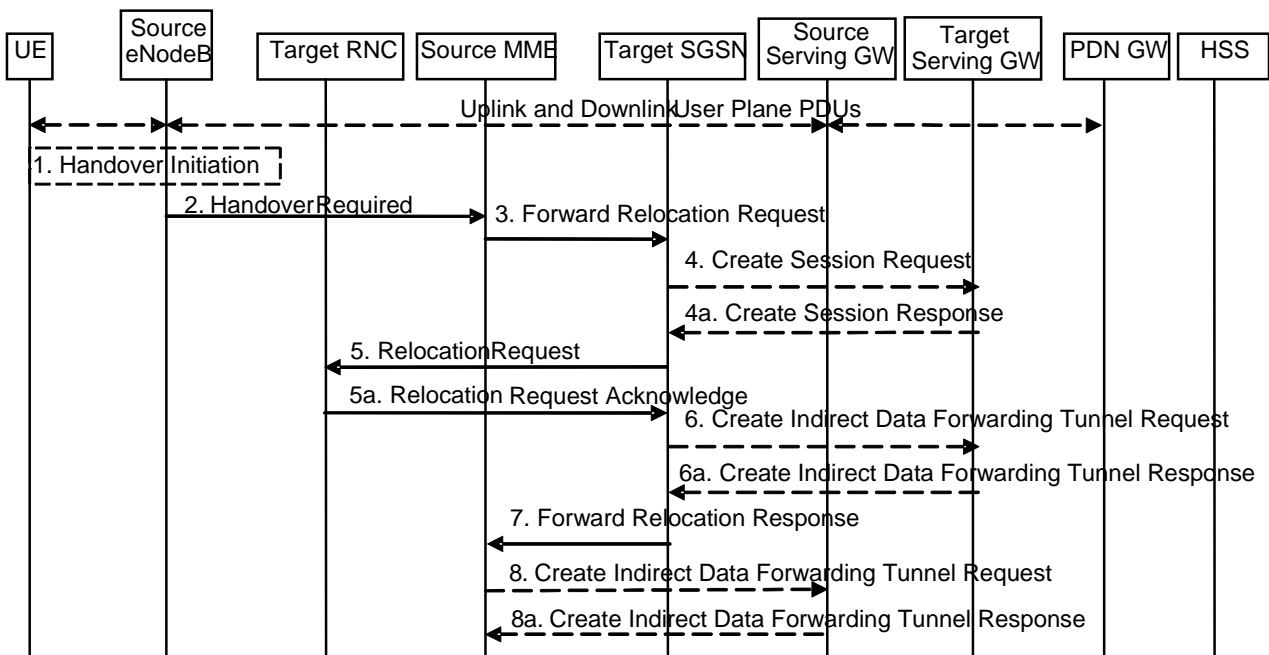 UE
Source
eNodeB
Target RNC
Source MME
Target SGSN
Source
Serving GW
Target
Serving GW
PDN GW
HSS
Uplink and Downlink User Plane PDUs
1. Handover Initiation
2. Handover Required
3. Forward Relocation Request
4. Create Session Request
4a. Create Session Response
5. Relocation Request
5a. Relocation Request Acknowledge
6. Create Indirect Data Forwarding Tunnel Request
6a. Create Indirect Data Forwarding Tunnel Response
7. Forward Relocation Response
8. Create Indirect Data Forwarding Tunnel Request
8a. Create Indirect Data Forwarding Tunnel Response